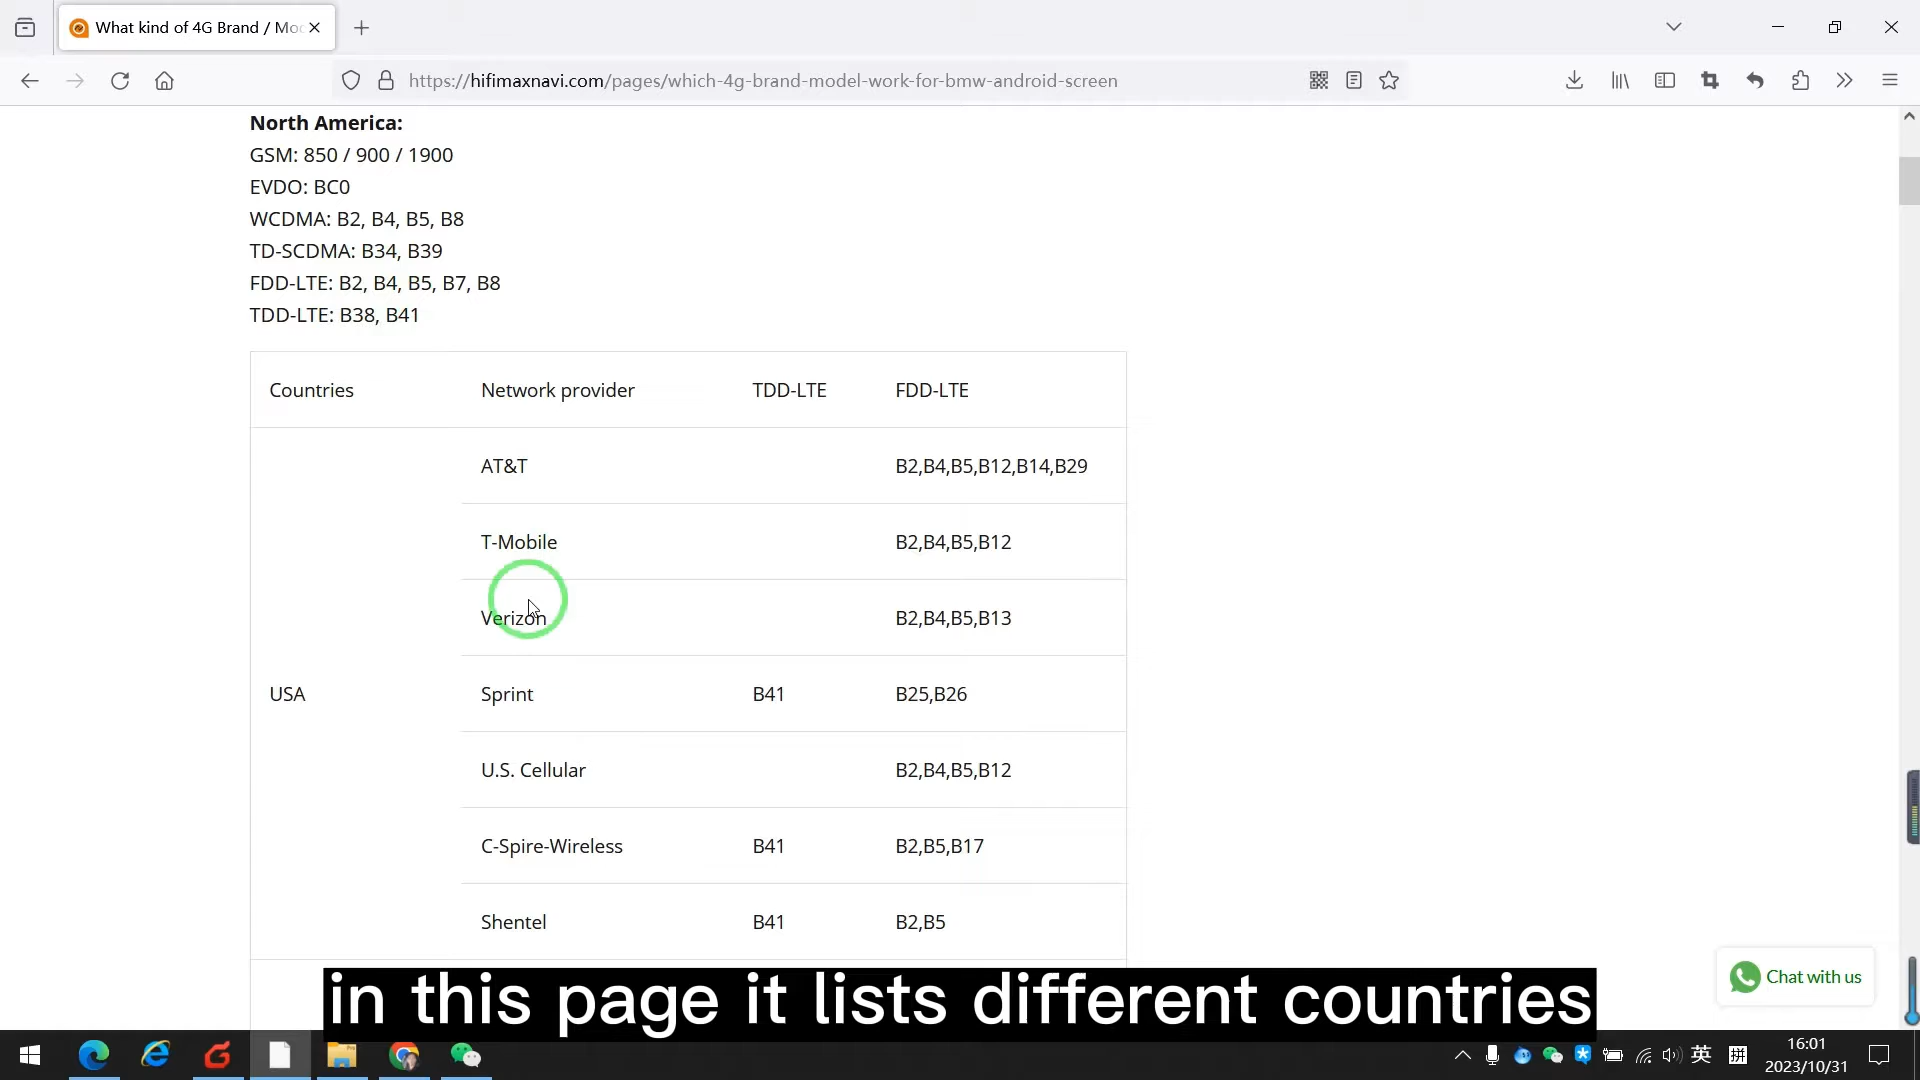 What kind of 4G Brand / Mo
https://hifimaxnavi.com/pages/which-4g-brand-model-work-for-bmw-android-screen
North America:
GSM: 850 / 900 / 1900
EVDO: BC0
WCDMA: B2, B4, B5, B8
TD-SCDMA: B34, B39
FDD-LTE: B2, B4, B5, B7, B8
TDD-LTE: B38, B41
Countries Network provider TDD-LTE FDD-LTE
AT&T B2,B4,B5,B12,B14,B29
T-Mobile B2,B4,B5,B12
Verizon B2,B4,B5,B13
USA Sprint B41 B25,B26
U.S. Cellular B2,B4,B5,B12
C-Spire-Wireless B41 B2,B5,B17
Shentel B41 B2,B5
Chat with us
in this page it lists different countries
英 拼 16:01
2023/10/31